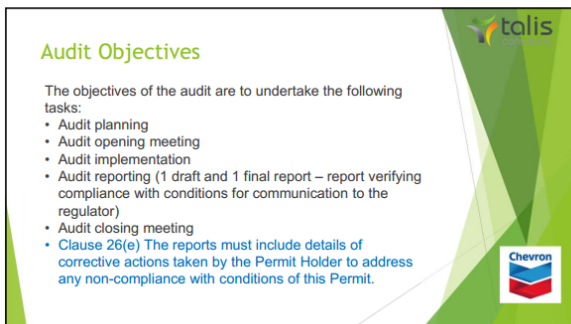 talis
Audit Objectives
The objectives of the audit are to undertake the following
tasks:
• Audit planning
• Audit opening meeting
• Audit implementation
• Audit reporting (1 draft and 1 final report – report verifying
compliance with conditions for communication to the
regulator)
• Audit closing meeting
• Clause 26(e) The reports must include details of
corrective actions taken by the Permit Holder to address
any non-compliance with conditions of this Permit.
Chevron